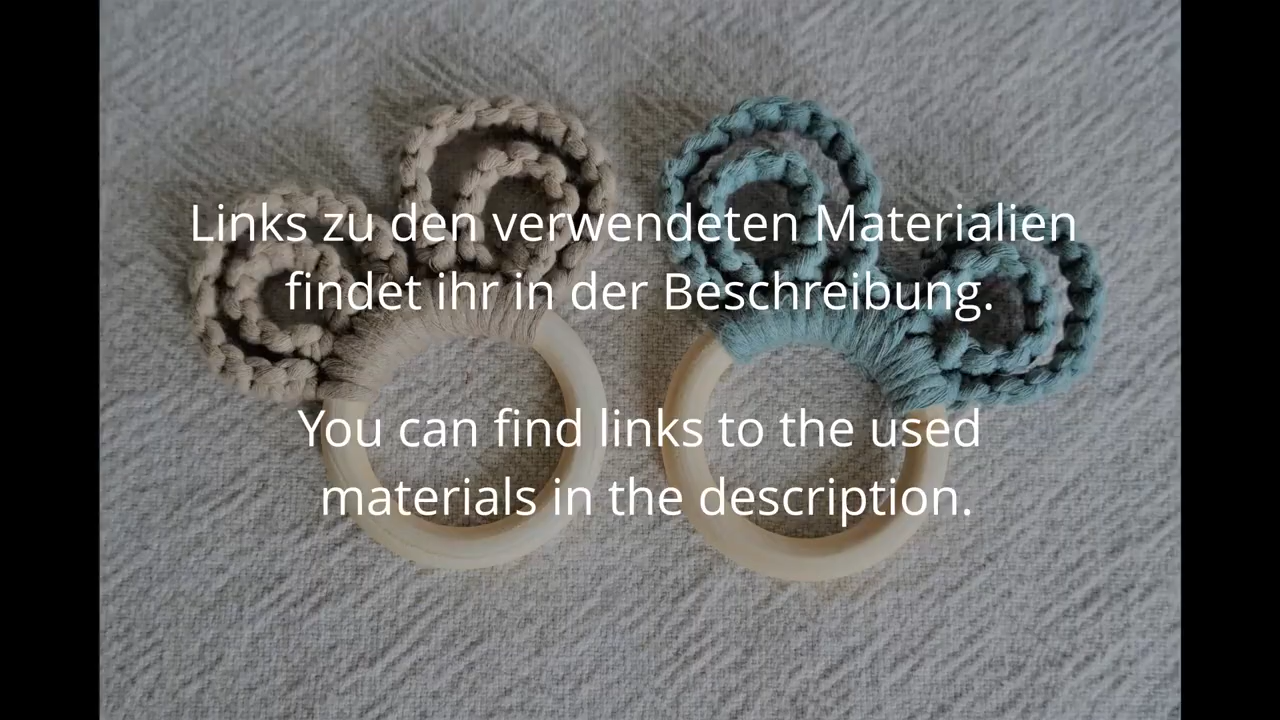 Links zu den verwendeten Materialien
findet ihr in der Beschreibung.
You can find links to the used
materials in the description.